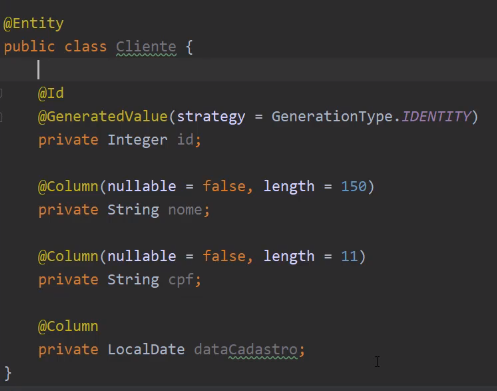 @Entity
public class Cliente {
@Id
@GeneratedValue(strategy = GenerationType.IDENTITY)
private Integer id;
@Column(nullable = false, length = 150)
private String nome;
@Column(nullable = false, length = 11)
private String cpf;
@Column
private LocalDate dataCadastro;
}